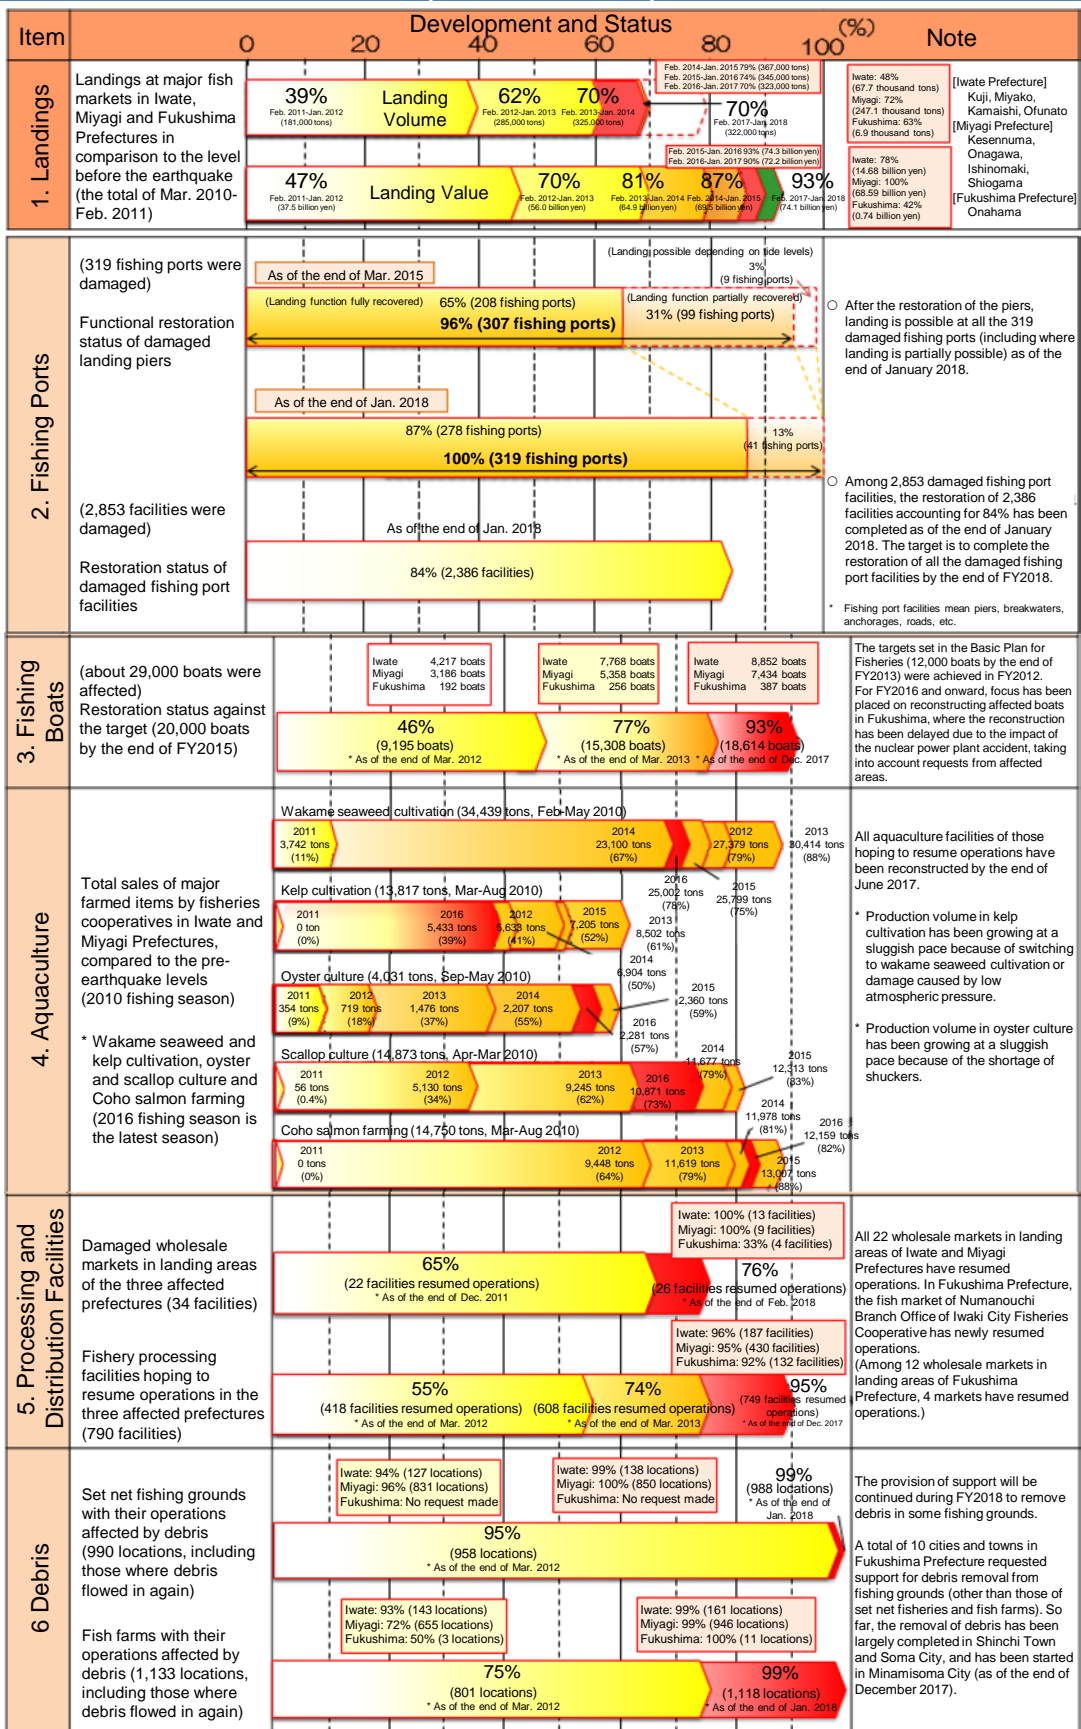 Item
Development and Status
(%)
Note
0
20
40
60
80
100
1. Landings
Landings at major fish
markets in Iwate,
Miyagi and Fukushima
Prefectures in
comparison to the level
before the earthquake
(the total of Mar. 2010-
Feb. 2011)
Feb. 2014-Jan. 2015 79% (367,000 tons)
Feb. 2015-Jan. 2016 74% (345,000 tons)
Feb. 2016-Jan. 2017 70% (323,000 tons)
39%
Feb. 2011-Jan. 2012
(181,000 tons)
Landing
Volume
62%
Feb. 2012-Jan. 2013
(285,000 tons)
70%
Feb. 2013-Jan. 2014
(325,000 tons)
70%
Feb. 2017-Jan. 2018
(322,000 tons)
Feb. 2015-Jan. 2016 93% (74.3 billion yen)
Feb. 2016-Jan. 2017 90% (72.2 billion yen)
47%
Feb. 2011-Jan. 2012
(37.5 billion yen)
Landing Value
70%
Feb. 2012-Jan. 2013
(56.0 billion yen)
81%
Feb. 2013-Jan. 2014
(64.9 billion yen)
87%
Feb. 2014-Jan. 2015
(69.5 billion yen)
93%
Feb. 2017-Jan. 2018
(74.1 billion yen)
Iwate: 48%
(67.7 thousand tons)
Miyagi: 72%
(247.1 thousand tons)
Fukushima: 63%
(6.9 thousand tons)
Iwate: 78%
(14.68 billion yen)
Miyagi: 100%
(68.59 billion yen)
Fukushima: 42%
(0.74 billion yen)
[Iwate Prefecture]
Kuji, Miyako,
Kamaishi, Ofunato
[Miyagi Prefecture]
Kesennuma,
Onagawa,
Ishinomaki,
Shiogama
[Fukushima Prefecture]
Onahama
2. Fishing Ports
(319 fishing ports were
damaged)
Functional restoration
status of damaged
landing piers
As of the end of Mar. 2015
(Landing possible depending on tide levels)
3%
(9 fishing ports)
(Landing function fully recovered)
65% (208 fishing ports)
96% (307 fishing ports)
(Landing function partially recovered)
31% (99 fishing ports)
As of the end of Jan. 2018
87% (278 fishing ports)
100% (319 fishing ports)
13%
(41 fishing ports)
(2,853 facilities were
damaged)
Restoration status of
damaged fishing port
facilities
As of the end of Jan. 2018
84% (2,386 facilities)
○ After the restoration of the piers,
landing is possible at all the 319
damaged fishing ports (including where
landing is partially possible) as of the
end of January 2018.
○ Among 2,853 damaged fishing port
facilities, the restoration of 2,386
facilities accounting for 84% has been
completed as of the end of January
2018. The target is to complete the
restoration of all the damaged fishing
port facilities by the end of FY2018.
* Fishing port facilities mean piers, breakwaters,
anchorages, roads, etc.
3. Fishing
Boats
(about 29,000 boats were
affected)
Restoration status against
the target (20,000 boats
by the end of FY2015)
Iwate 4,217 boats
Miyagi 3,186 boats
Fukushima 192 boats
Iwate 7,768 boats
Miyagi 5,358 boats
Fukushima 256 boats
Iwate 8,852 boats
Miyagi 7,434 boats
Fukushima 387 boats
46%
(9,195 boats)
* As of the end of Mar. 2012
77%
(15,308 boats)
* As of the end of Mar. 2013
93%
(18,614 boats)
* As of the end of Dec. 2017
The targets set in the Basic Plan for
Fisheries (12,000 boats by the end of
FY2013) were achieved in FY2012.
For FY2016 and onward, focus has been
placed on reconstructing affected boats
in Fukushima, where the reconstruction
has been delayed due to the impact of
the nuclear power plant accident, taking
into account requests from affected
areas.
4. Aquaculture
Total sales of major
farmed items by fisheries
cooperatives in Iwate and
Miyagi Prefectures,
compared to the pre-
earthquake levels
(2010 fishing season)
* Wakame seaweed and
kelp cultivation, oyster
and scallop culture and
Coho salmon farming
(2016 fishing season is
the latest season)
Wakame seaweed cultivation (34,439 tons, Feb-May 2010)
2011
3,742 tons
(11%)
2014
23,100 tons
(67%)
2012
27,379 tons
(79%)
2013
30,414 tons
(88%)
2016
25,002 tons
(78%)
2015
25,799 tons
(75%)
Kelp cultivation (13,817 tons, Mar-Aug 2010)
2011
0 ton
(0%)
2016
5,433 tons
(39%)
2012
5,633 tons
(41%)
2015
7,205 tons
(52%)
2013
8,502 tons
(61%)
2014
6,904 tons
(50%)
Oyster culture (4,031 tons, Sep-May 2010)
2011
354 tons
(9%)
2012
719 tons
(18%)
2013
1,476 tons
(37%)
2014
2,207 tons
(55%)
2015
2,360 tons
(59%)
2016
2,281 tons
(57%)
Scallop culture (14,873 tons, Apr-Mar 2010)
2011
56 tons
(0.4%)
2012
5,130 tons
(34%)
2013
9,245 tons
(62%)
2016
10,871 tons
(73%)
2014
11,677 tons
(79%)
2015
12,313 tons
(83%)
Coho salmon farming (14,750 tons, Mar-Aug 2010)
2011
0 tons
(0%)
2012
9,448 tons
(64%)
2013
11,619 tons
(79%)
2014
11,978 tons
(81%)
2016
12,159 tons
(82%)
2015
13,007 tons
(88%)
All aquaculture facilities of those
hoping to resume operations have
been reconstructed by the end of
June 2017.
* Production volume in kelp
cultivation has been growing at a
sluggish pace because of switching
to wakame seaweed cultivation or
damage caused by low
atmospheric pressure.
* Production volume in oyster culture
has been growing at a sluggish
pace because of the shortage of
shuckers.
5. Processing and
Distribution Facilities
Damaged wholesale
markets in landing areas
of the three affected
prefectures (34 facilities)
Iwate: 100% (13 facilities)
Miyagi: 100% (9 facilities)
Fukushima: 33% (4 facilities)
65%
(22 facilities resumed operations)
* As of the end of Dec. 2011
76%
(26 facilities resumed operations)
* As of the end of Feb. 2018
Fishery processing
facilities hoping to
resume operations in the
three affected prefectures
(790 facilities)
Iwate: 96% (187 facilities)
Miyagi: 95% (430 facilities)
Fukushima: 92% (132 facilities)
55%
(418 facilities resumed operations)
* As of the end of Mar. 2012
74%
(608 facilities resumed operations)
* As of the end of Mar. 2013
95%
(749 facilities resumed
operations)
* As of the end of Dec. 2017
All 22 wholesale markets in landing
areas of Iwate and Miyagi
Prefectures have resumed
operations. In Fukushima Prefecture,
the fish market of Numanouchi
Branch Office of Iwaki City Fisheries
Cooperative has newly resumed
operations.
(Among 12 wholesale markets in
landing areas of Fukushima
Prefecture, 4 markets have resumed
operations.)
6 Debris
Set net fishing grounds
with their operations
affected by debris
(990 locations, including
those where debris
flowed in again)
Iwate: 94% (127 locations)
Miyagi: 96% (831 locations)
Fukushima: No request made
Iwate: 99% (138 locations)
Miyagi: 100% (850 locations)
Fukushima: No request made
99%
(988 locations)
* As of the end of
Jan. 2018
95%
(958 locations)
* As of the end of Mar. 2012
Fish farms with their
operations affected by
debris (1,133 locations,
including those where
debris flowed in again)
Iwate: 93% (143 locations)
Miyagi: 72% (655 locations)
Fukushima: 50% (3 locations)
Iwate: 99% (161 locations)
Miyagi: 99% (946 locations)
Fukushima: 100% (11 locations)
75%
(801 locations)
* As of the end of Mar. 2012
99%
(1,118 locations)
* As of the end of Jan. 2018
The provision of support will be
continued during FY2018 to remove
debris in some fishing grounds.
A total of 10 cities and towns in
Fukushima Prefecture requested
support for debris removal from
fishing grounds (other than those of
set net fisheries and fish farms). So
far, the removal of debris has been
largely completed in Shinchi Town
and Soma City, and has been started
in Minamisoma City (as of the end of
December 2017).